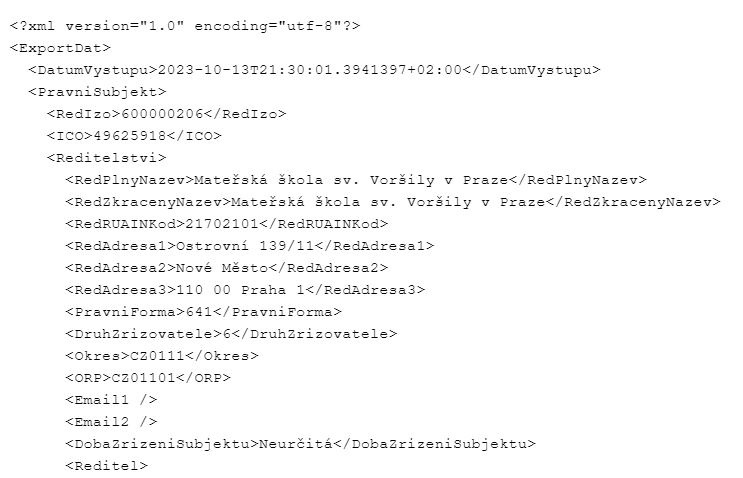 <?xml version="1.0" encoding="utf-8"?>
<ExportDat>
<DatumVystupu>2023-10-13T21:30:01.3941397+02:00</DatumVystupu>
<PravniSubjekt>
<RedIzo>600000206</RedIzo>
<ICO>49625918</ICO>
<Reditelstvi>
<RedPlnyNazev>Mateřská škola sv. Voršily v Praze</RedPlnyNazev>
<RedZkracenyNazev>Mateřská škola sv. Voršily v Praze</RedZkracenyNazev>
<RedRUAINKod>21702101</RedRUAINKod>
<RedAdresa1>Ostrovní 139/11</RedAdresa1>
<RedAdresa2>Nové Město</RedAdresa2>
<RedAdresa3>110 00 Praha 1</RedAdresa3>
<PravniForma>641</PravniForma>
<DruhZrizovatele>6</DruhZrizovatele>
<Okres>CZ0111</Okres>
<ORP>CZ01101</ORP>
<Email1 />
<Email2 />
<DobaZrizeniSubjektu>Neurčitá</DobaZrizeniSubjektu>
<Reditel>